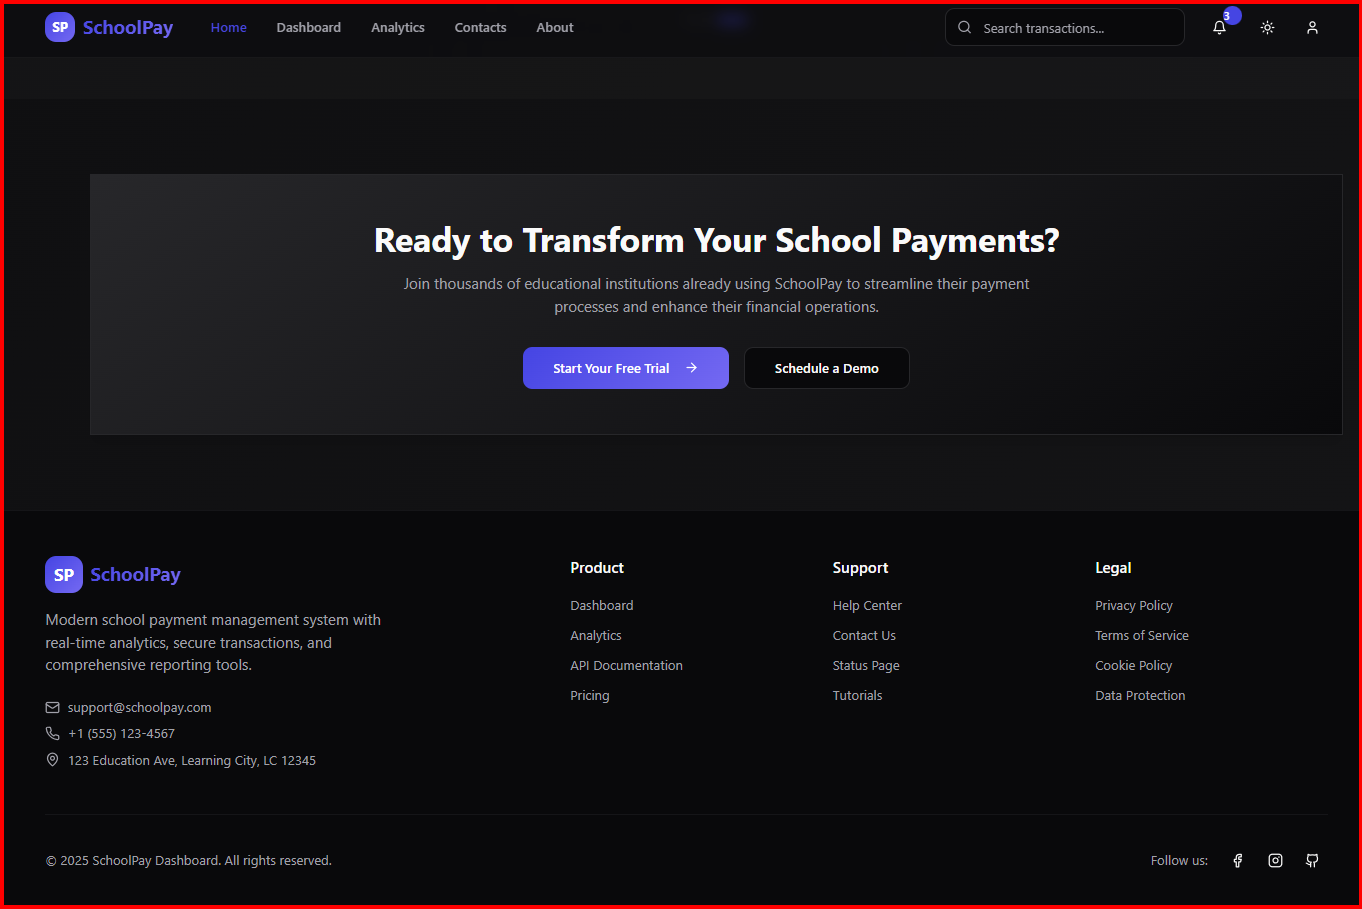 SP SchoolPay Home Dashboard Analytics Contacts About Search transactions... 3
Ready to Transform Your School Payments?
Join thousands of educational institutions already using SchoolPay to streamline their payment
processes and enhance their financial operations.
Start Your Free Trial Schedule a Demo
SP SchoolPay
Modern school payment management system with
real-time analytics, secure transactions, and
comprehensive reporting tools.
support@schoolpay.com
+1 (555) 123-4567
123 Education Ave, Learning City, LC 12345
Product
Dashboard
Analytics
API Documentation
Pricing
Support
Help Center
Contact Us
Status Page
Tutorials
Legal
Privacy Policy
Terms of Service
Cookie Policy
Data Protection
© 2025 SchoolPay Dashboard. All rights reserved.
Follow us: